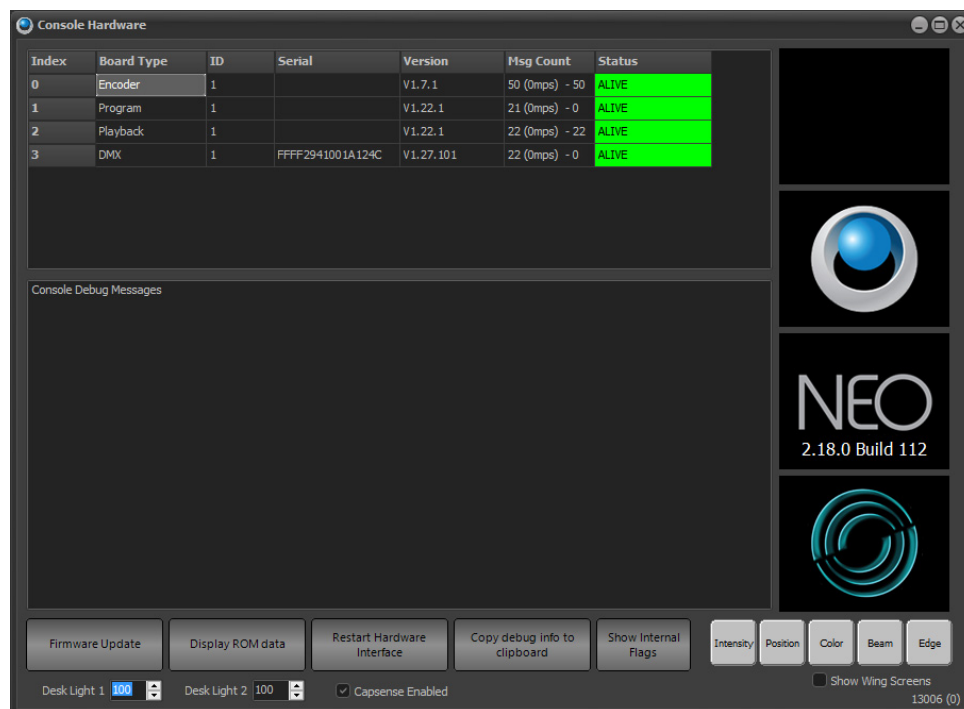 Console Hardware
Index Board Type ID Serial Version Msg Count Status
0 Encoder 1 V1.7.1 50 (0mps) - 50 ALIVE
1 Program 1 V1.22.1 21 (0mps) - 0 ALIVE
2 Playback 1 V1.22.1 22 (0mps) - 22 ALIVE
3 DMX 1 FFFF2941001A124C V1.27.101 22 (0mps) - 0 ALIVE
Console Debug Messages
NEO
2.18.0 Build 112
Firmware Update
Display ROM data
Restart Hardware
Interface
Copy debug info to
clipboard
Show Internal
Flags
Intensity Position Color Beam Edge
Desk Light 1 100 Desk Light 2 100 Capsense Enabled
Show Wing Screens
13006 (0)